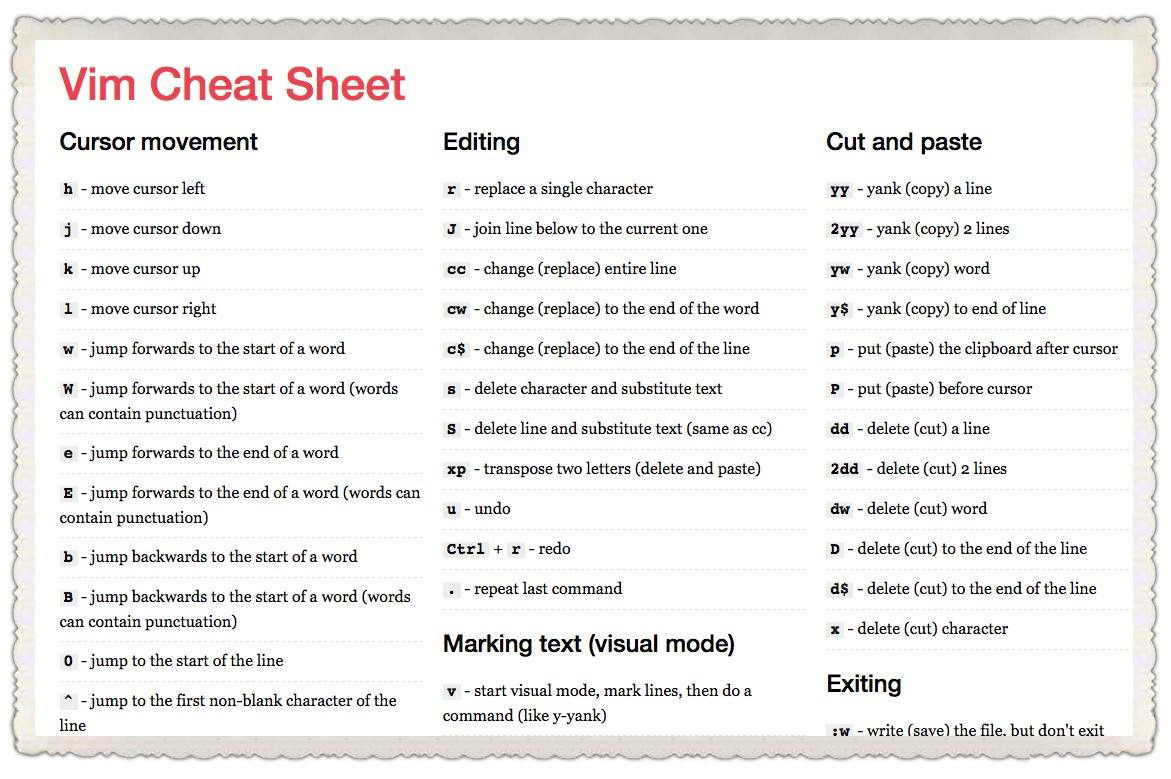 Vim Cheat Sheet
Cursor movement
h - move cursor left
j - move cursor down
k - move cursor up
l - move cursor right
w - jump forwards to the start of a word
W - jump forwards to the start of a word (words
can contain punctuation)
e - jump forwards to the end of a word
E - jump forwards to the end of a word (words can
contain punctuation)
b - jump backwards to the start of a word
B - jump backwards to the start of a word (words
can contain punctuation)
0 - jump to the start of the line
^ - jump to the first non-blank character of the
line
Editing
r - replace a single character
J - join line below to the current one
cc - change (replace) entire line
cw - change (replace) to the end of the word
c$ - change (replace) to the end of the line
s - delete character and substitute text
S - delete line and substitute text (same as cc)
xp - transpose two letters (delete and paste)
u - undo
Ctrl + r - redo
. - repeat last command
Marking text (visual mode)
v - start visual mode, mark lines, then do a
command (like y-yank)
Cut and paste
yy - yank (copy) a line
2yy - yank (copy) 2 lines
yw - yank (copy) word
y$ - yank (copy) to end of line
p - put (paste) the clipboard after cursor
P - put (paste) before cursor
dd - delete (cut) a line
2dd - delete (cut) 2 lines
dw - delete (cut) word
D - delete (cut) to the end of the line
d$ - delete (cut) to the end of the line
x - delete (cut) character
Exiting
:w - write (save) the file, but don't exit